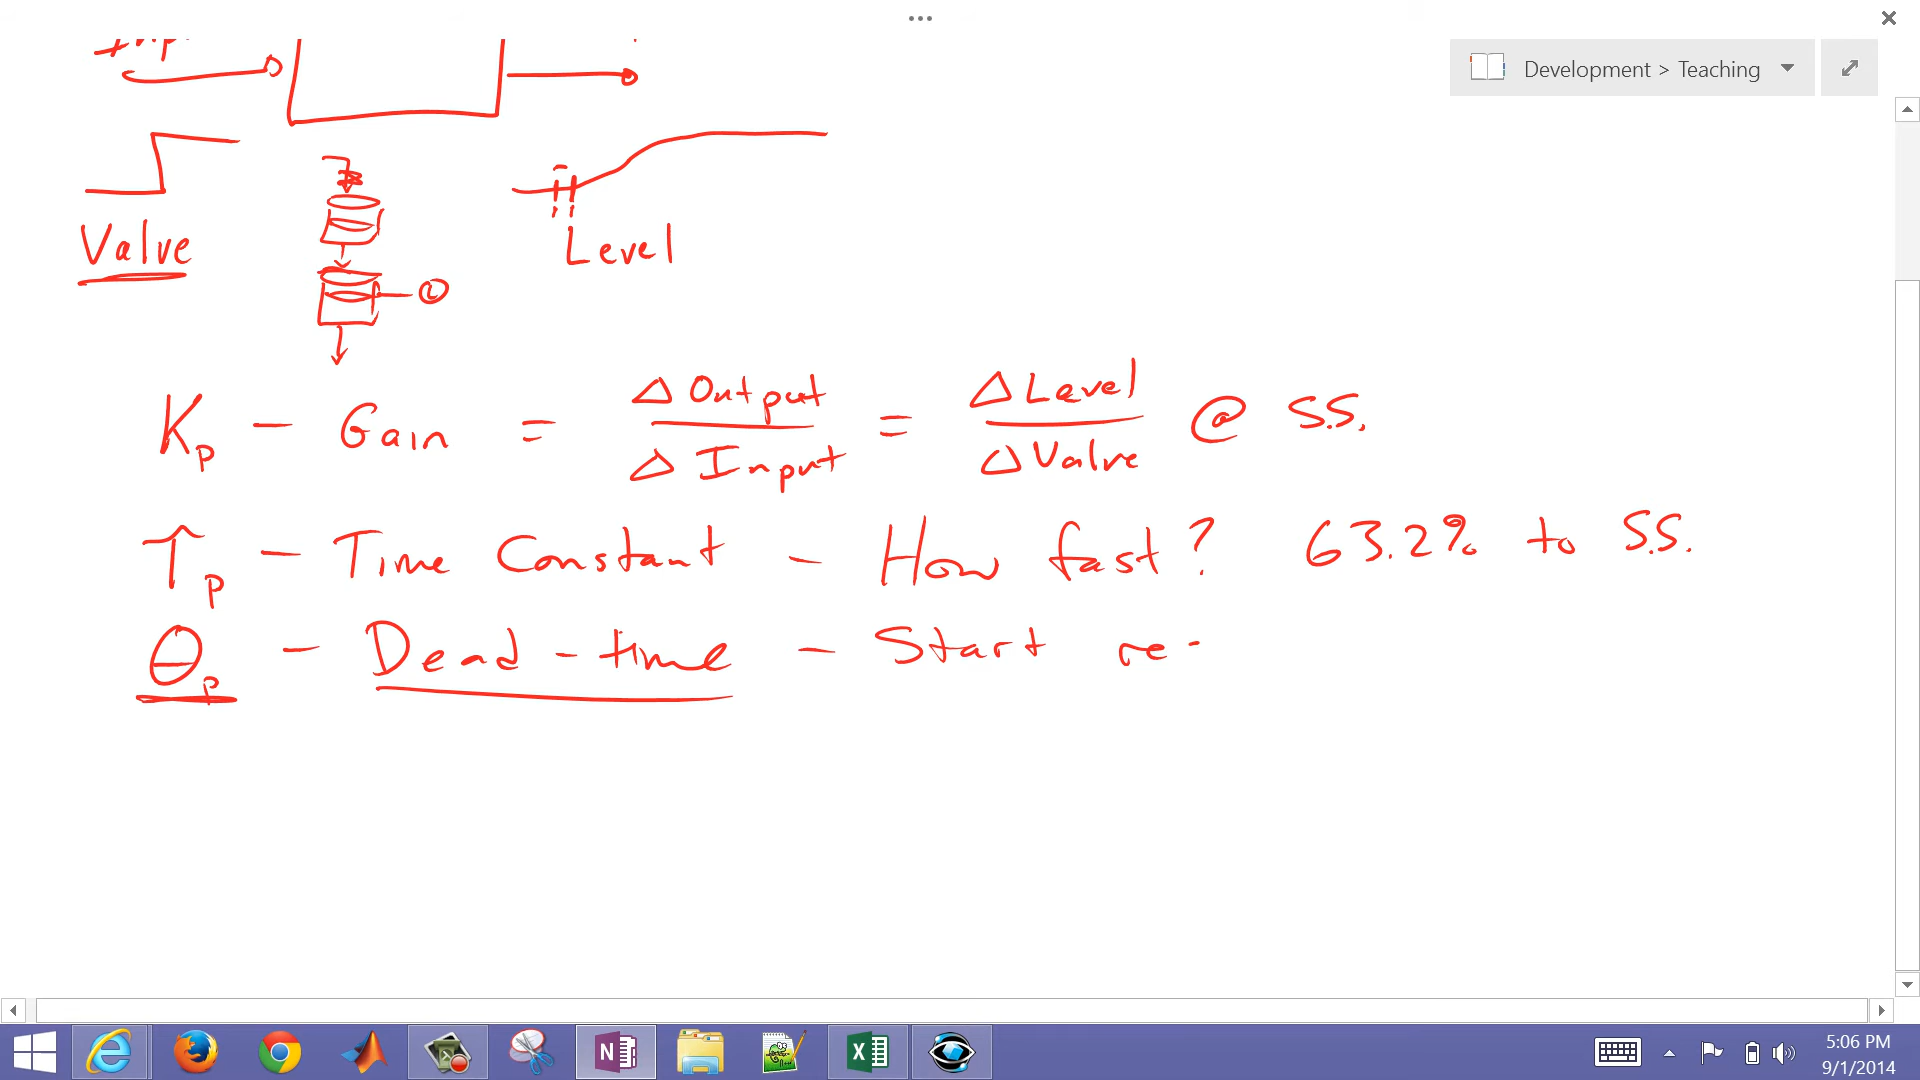 Inp
Development > Teaching
Valve
L
Level
Kp - Gain = Δ Output / Δ Input = Δ Level / Δ Valve @ S.S.
τp - Time Constant - How fast? 63.2% to S.S.
θp - Dead-time - Start re-
5:06 PM
9/1/2014